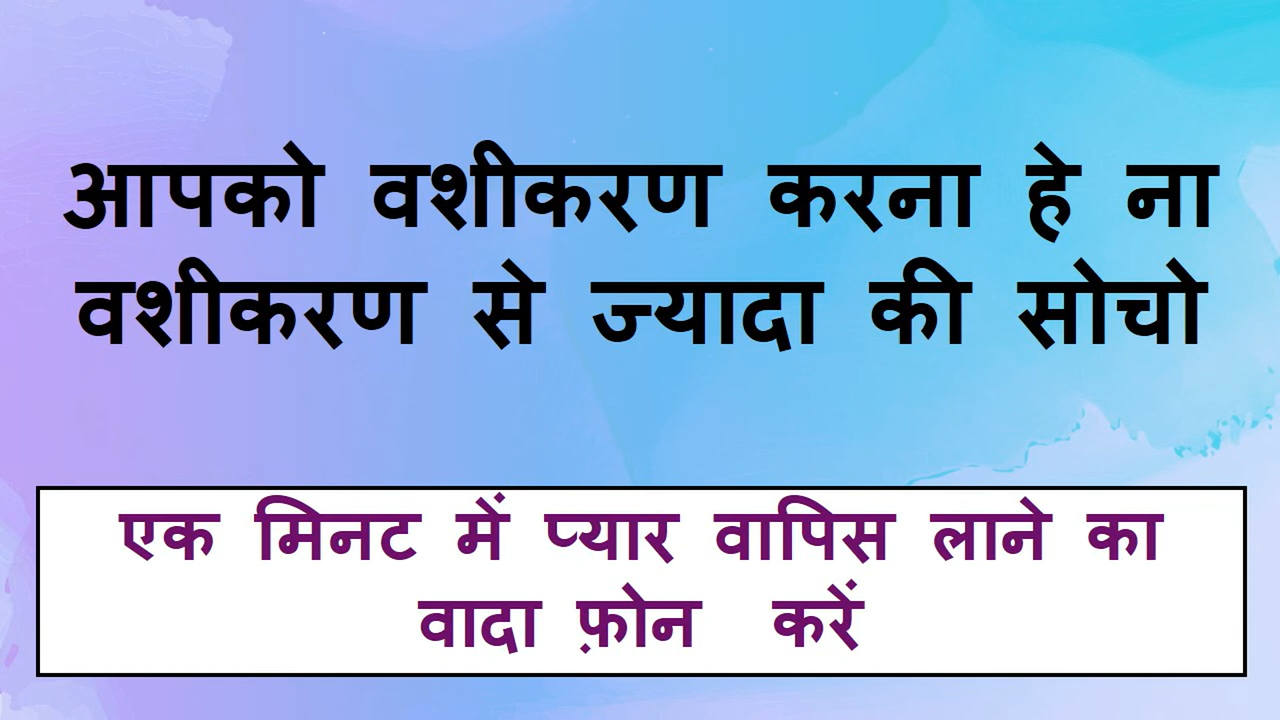 आपको वशीकरण करना हे ना
वशीकरण से ज्यादा की सोचो
एक मिनट में प्यार वापिस लाने का
वादा फ़ोन करें